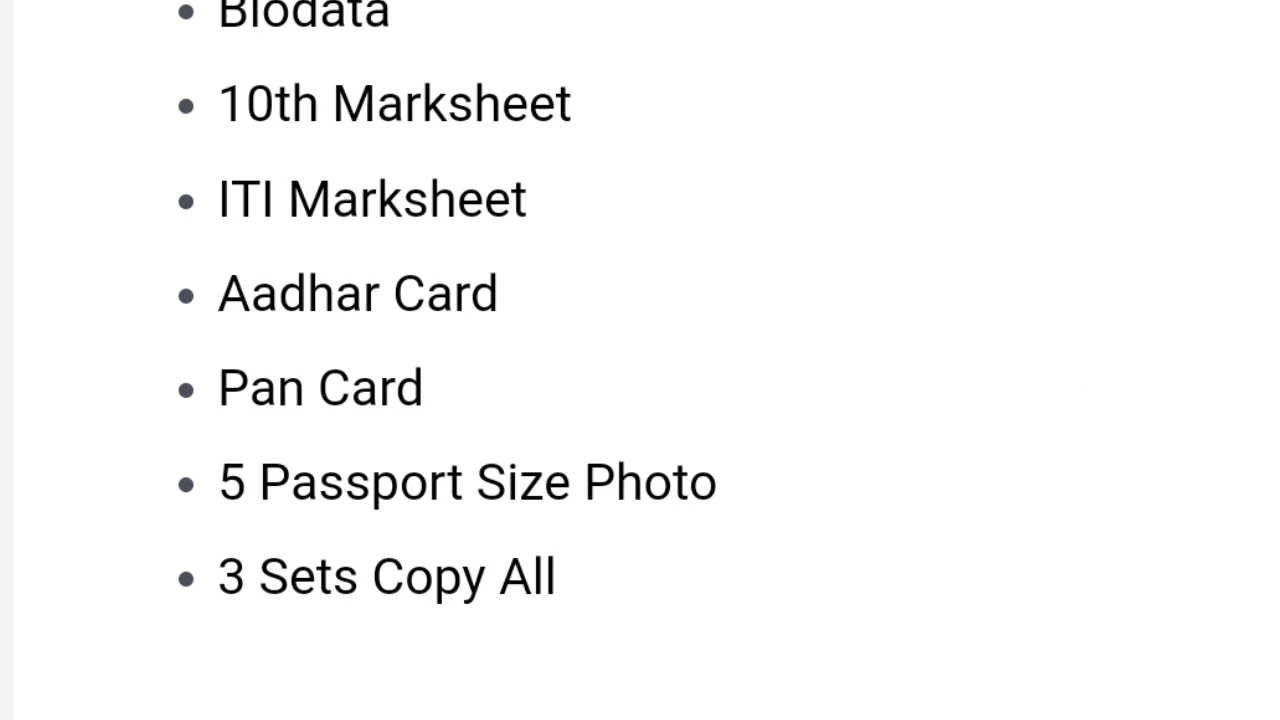 Biodata
10th Marksheet
ITI Marksheet
Aadhar Card
Pan Card
5 Passport Size Photo
3 Sets Copy All